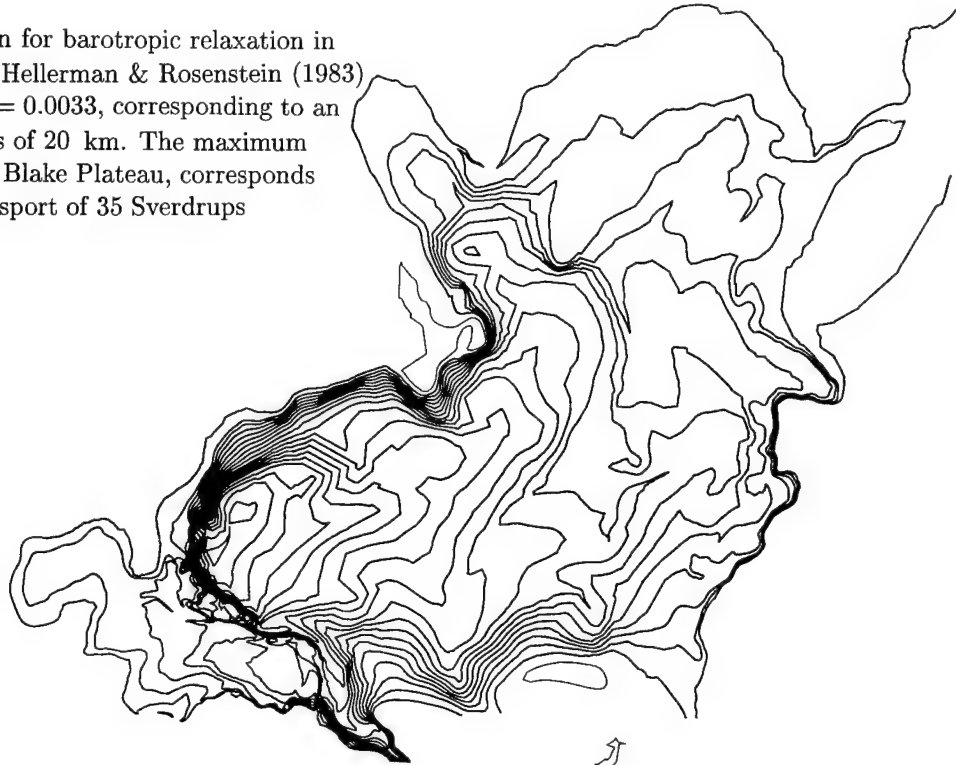 n for barotropic relaxation in
Hellerman & Rosenstein (1983)
= 0.0033, corresponding to an
s of 20 km. The maximum
Blake Plateau, corresponds
sport of 35 Sverdrups